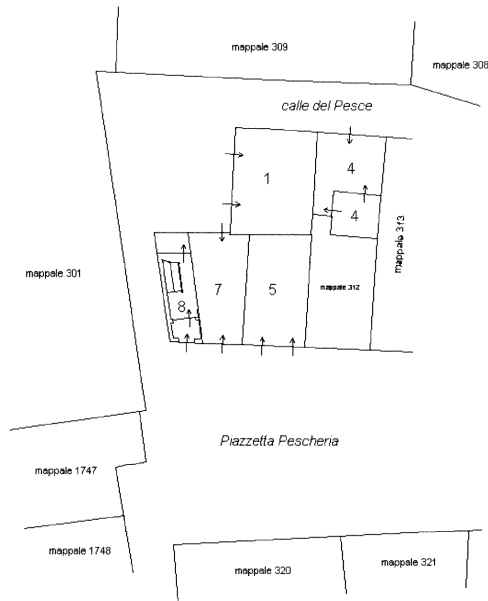 mappale 309
mappale 308
calle del Pesce
1
4
4
mappale 313
mappale 301
7
5
mappale 312
8
Piazzetta Pescheria
mappale 1747
mappale 1748
mappale 320
mappale 321